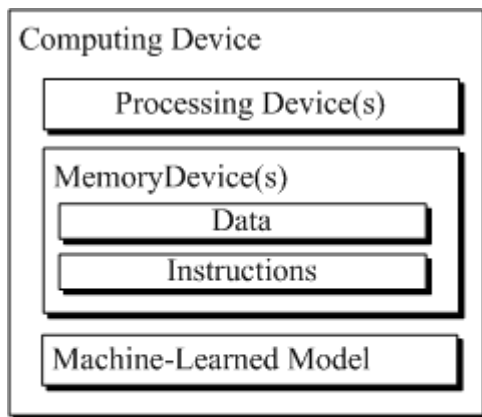 Computing Device
Processing Device(s)
MemoryDevice(s)
Data
Instructions
Machine-Learned Model